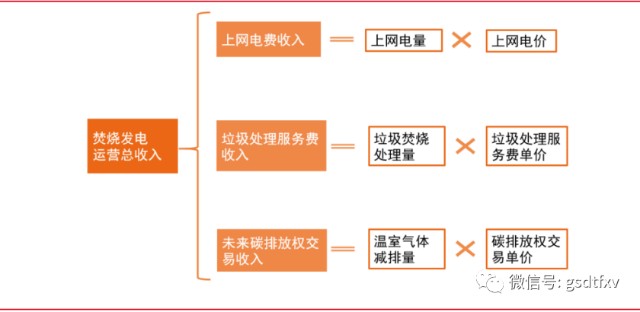 上网电费收入
上网电量
上网电价
焚烧发电
运营总收入
垃圾处理服务费
收入
垃圾焚烧
处理量
垃圾处理服
务费单价
未来碳排放权交
易收入
温室气体
减排量
碳排放权交
易单价
微信号: gsdtfxv